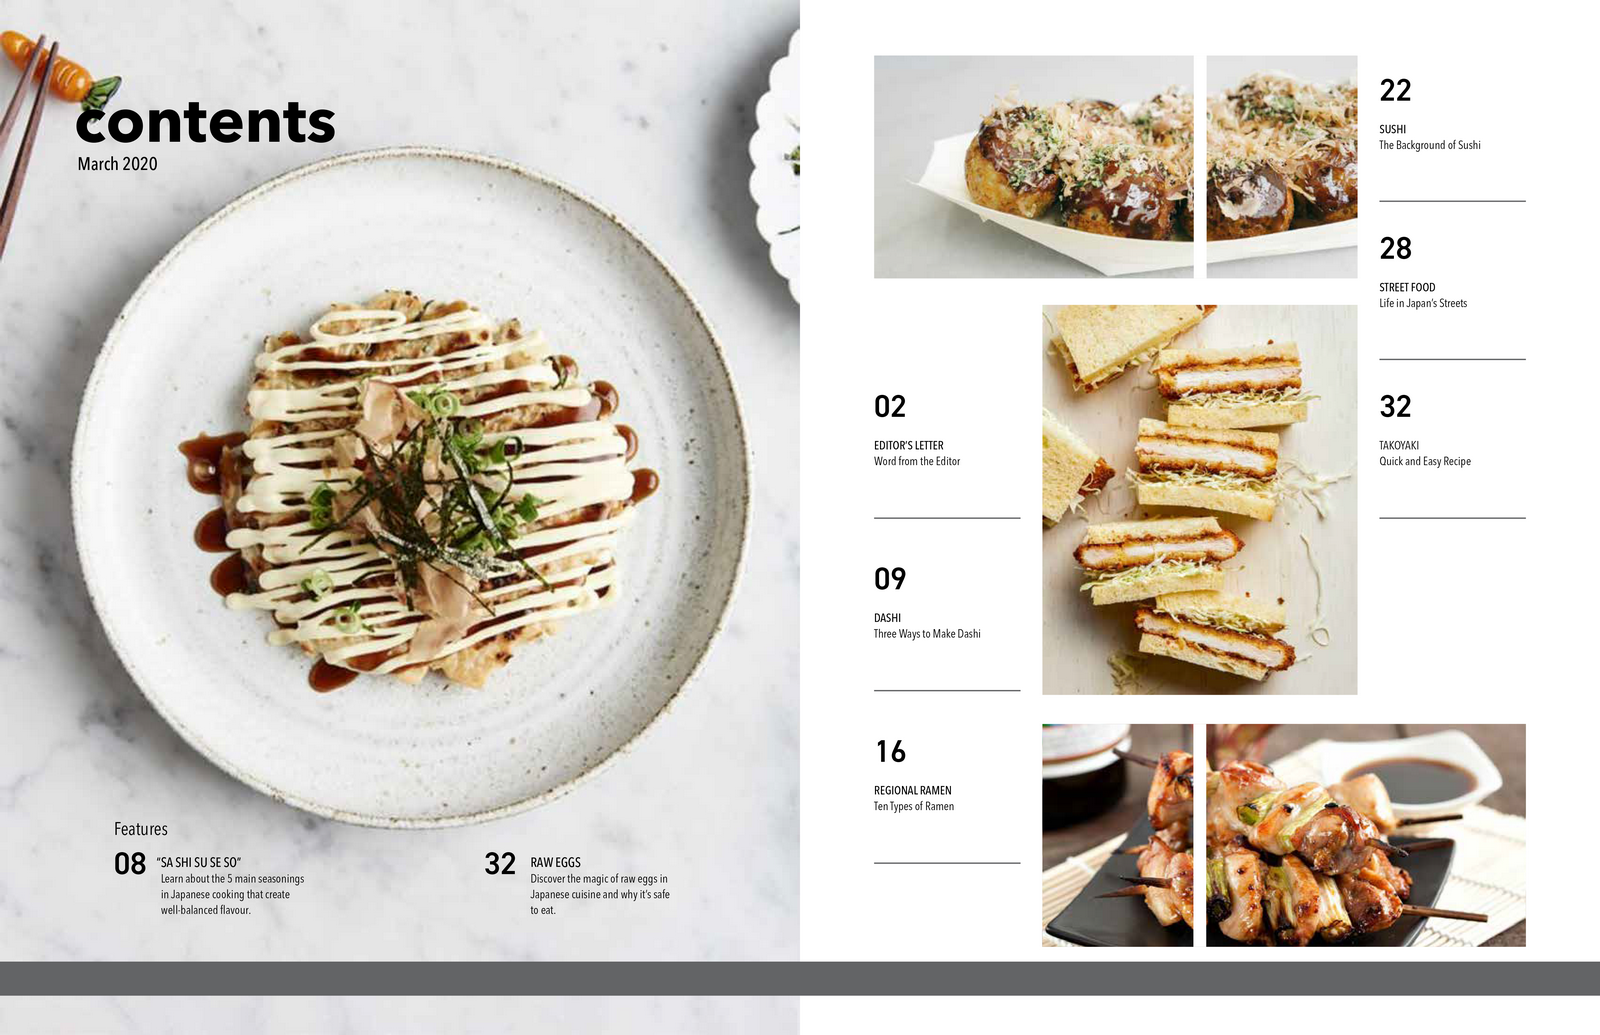 contents
March 2020
Features
08
“SA SHI SU SE SO”
Learn about the 5 main seasonings
in Japanese cooking that create
well-balanced flavour.
32
RAW EGGS
Discover the magic of raw eggs in
Japanese cuisine and why it's safe
to eat.
02
EDITOR'S LETTER
Word from the Editor
09
DASHI
Three Ways to Make Dashi
16
REGIONAL RAMEN
Ten Types of Ramen
22
SUSHI
The Background of Sushi
28
STREET FOOD
Life in Japan's Streets
32
TAKOYAKI
Quick and Easy Recipe